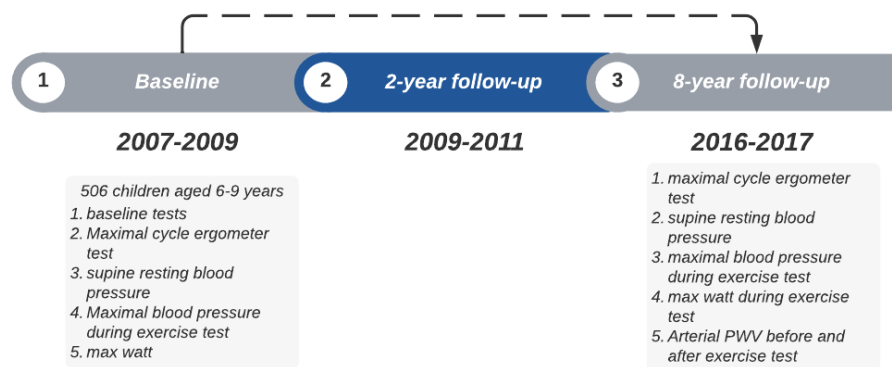 1 Baseline 2 2-year follow-up 3 8-year follow-up
2007-2009 2009-2011 2016-2017
506 children aged 6-9 years
1. baseline tests
2. Maximal cycle ergometer
test
3. supine resting blood
pressure
4. Maximal blood pressure
during exercise test
5. max watt
1. maximal cycle ergometer
test
2. supine resting blood
pressure
3. maximal blood pressure
during exercise test
4. max watt during exercise
test
5. Arterial PWV before and
after exercise test